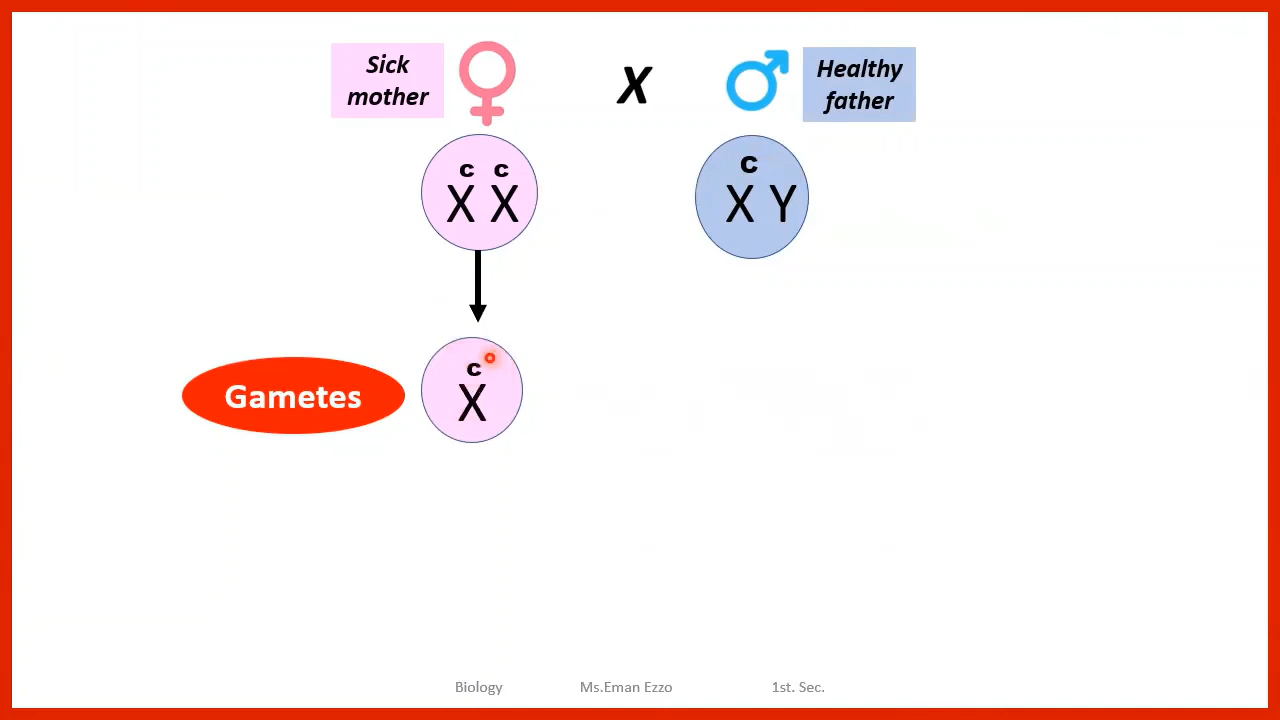 Sick
mother
X
Healthy
father
c c
X X
C
X Y
Gametes
c
X
Biology Ms.Eman Ezzo 1st. Sec.